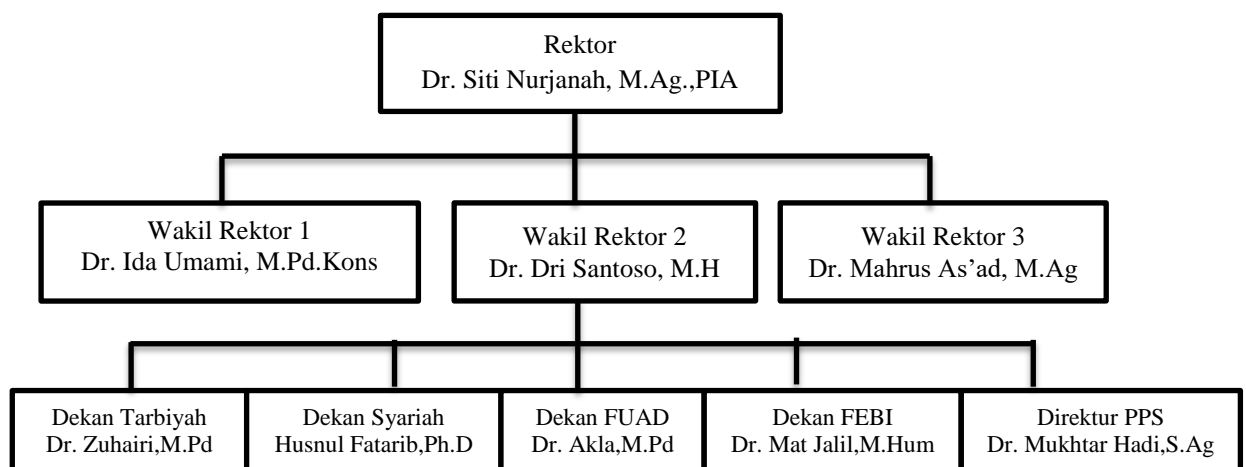 Rektor
Dr. Siti Nurjanah, M.Ag.,PIA
Wakil Rektor 1
Dr. Ida Umami, M.Pd.Kons
Wakil Rektor 2
Dr. Dri Santoso, M.H
Wakil Rektor 3
Dr. Mahrus As’ad, M.Ag
Dekan Tarbiyah
Dr. Zuhairi,M.Pd
Dekan Syariah
Husnul Fatarib,Ph.D
Dekan FUAD
Dr. Akla,M.Pd
Dekan FEBI
Dr. Mat Jalil,M.Hum
Direktur PPS
Dr. Mukhtar Hadi,S.Ag